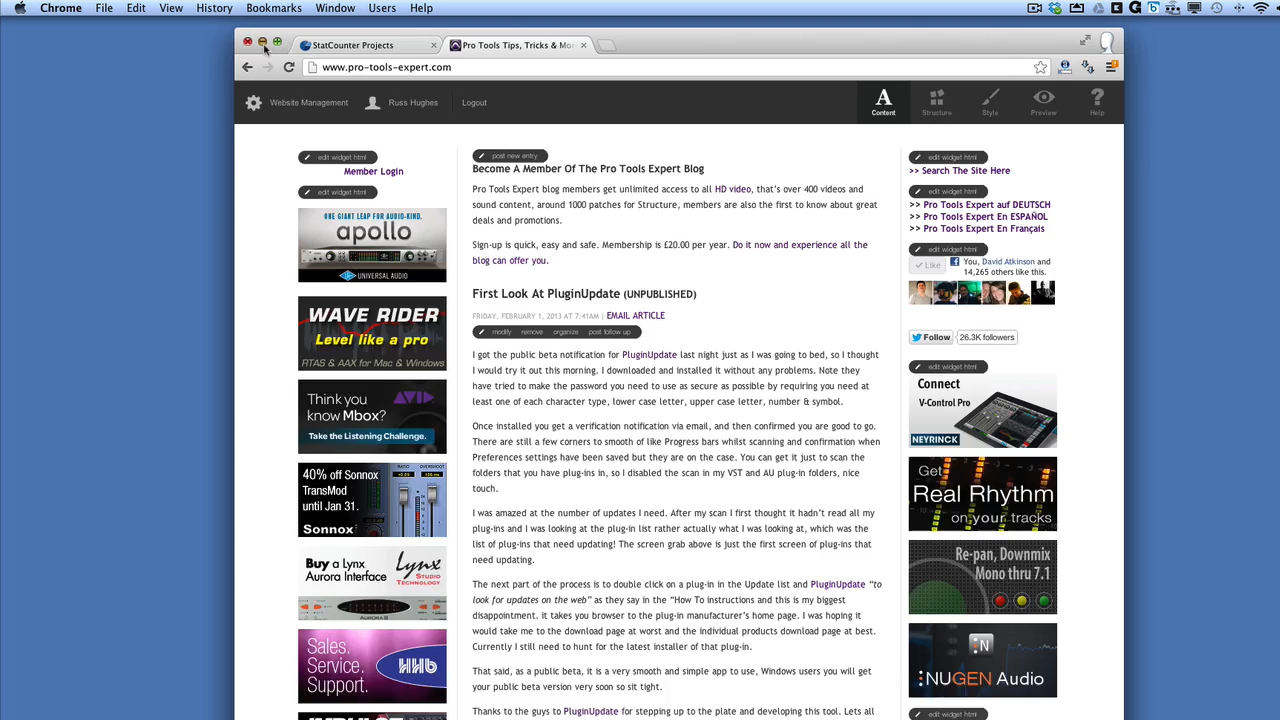 Chrome File Edit View History Bookmarks Window Users Help
StatCounter Projects
Pro Tools Tips, Tricks & Mo
www.pro-tools-expert.com
Website Management Russ Hughes Logout
A
Content Structure Style Preview Help
edit widget html
Member Login
edit widget html
ONE GIANT LEAP FOR AUDIO-KIND.
apollo
UNIVERSAL AUDIO
WAVE RIDER
Level like a pro
RTAS & AAX for Mac & Windows
AVID
Think you
know Mbox?
Take the Listening Challenge.
40% off Sonnox
TransMod
until Jan 31.
Sonnox
RATIO OVERSHOOT
Buy a Lynx
Aurora Interface
Lynx
STUDIO
TECHNOLOGY
Sales.
Service.
Support.
HHb
post new entry
Become A Member Of The Pro Tools Expert Blog
Pro Tools Expert blog members get unlimited access to all HD video, that's over 400 videos and
sound content, around 1000 patches for Structure, members are also the first to know about great
deals and promotions.
Sign-up is quick, easy and safe. Membership is £20.00 per year. Do it now and experience all the
blog can offer you.
First Look At PluginUpdate (UNPUBLISHED)
FRIDAY, FEBRUARY 1, 2013 AT 7:41AM | EMAIL ARTICLE
modify remove organize post follow up
I got the public beta notification for PluginUpdate last night just as I was going to bed, so I thought
I would try it out this morning. I downloaded and installed it without any problems. Note they
have tried to make the password you need to use as secure as possible by requiring you need at
least one of each character type, lower case letter, upper case letter, number & symbol.
Once installed you get a verification notification via email, and then confirmed you are good to go.
There are still a few corners to smooth of like Progress bars whilst scanning and confirmation when
Preferences settings have been saved but they are on the case. You can get it just to scan the
folders that you have plug-ins in, so I disabled the scan in my VST and AU plug-in folders, nice
touch.
I was amazed at the number of updates I need. After my scan I first thought it hadn't read all my
plug-ins and I was looking at the plug-in list rather actually what I was looking at, which was the
list of plug-ins that need updating! The screen grab above is just the first screen of plug-ins that
need updating.
The next part of the process is to double click on a plug-in in the Update list and PluginUpdate “to
look for updates on the web” as they say in the “How To instructions and this is my biggest
disappointment. it takes you browser to the plug-in manufacturer's home page. I was hoping it
would take me to the download page at worst and the individual products download page at best.
Currently I still need to hunt for the latest installer of that plug-in.
That said, as a public beta, it is a very smooth and simple app to use, Windows users you will get
your public beta version very soon so sit tight.
Thanks to the guys to PluginUpdate for stepping up to the plate and developing this tool. Lets all
edit widget html
>> Search The Site Here
edit widget html
>> Pro Tools Expert auf DEUTSCH
>> Pro Tools Expert En ESPAÑOL
>> Pro Tools Expert En Français
edit widget html
Like
You, David Atkinson and
14,265 others like this.
Follow 26.3K followers
edit widget html
Connect
V-Control Pro
NEYRINCK
Get
Real Rhythm
on your tracks
Re-pan, Downmix
Mono thru 7.1
N
NUGEN Audio
edit widget html